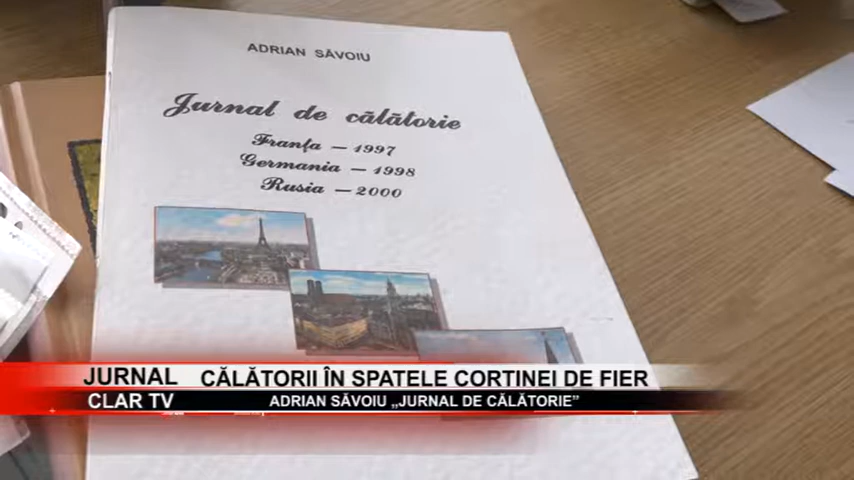 ADRIAN SĂVOIU
Jurnal de călătorie
Franţa – 1997
Germania – 1998
Rusia – 2000
JURNAL CĂLĂTORII ÎN SPATELE CORTINEI DE FIER
CLAR TV ADRIAN SĂVOIU „JURNAL DE CĂLĂTORIE”